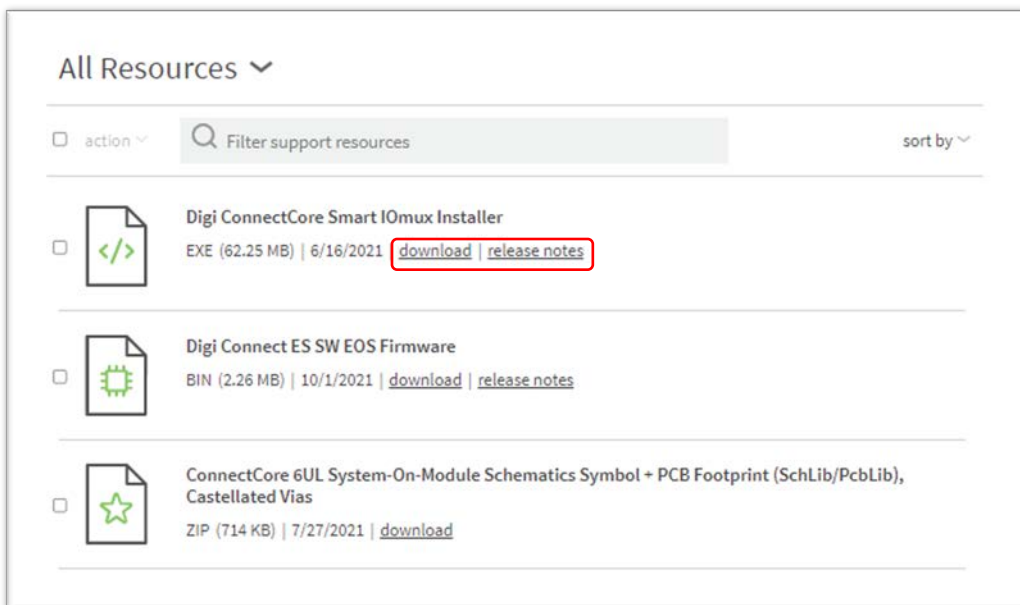 All Resources
action
Filter support resources
sort by
Digi ConnectCore Smart IOmux Installer
EXE (62.25 MB) | 6/16/2021 | download | release notes
</>
Digi Connect ES SW EOS Firmware
BIN (2.26 MB) | 10/1/2021 | download | release notes
ConnectCore 6UL System-On-Module Schematics Symbol + PCB Footprint (SchLib/PcbLib),
Castellated Vias
ZIP (714 KB) | 7/27/2021 | download